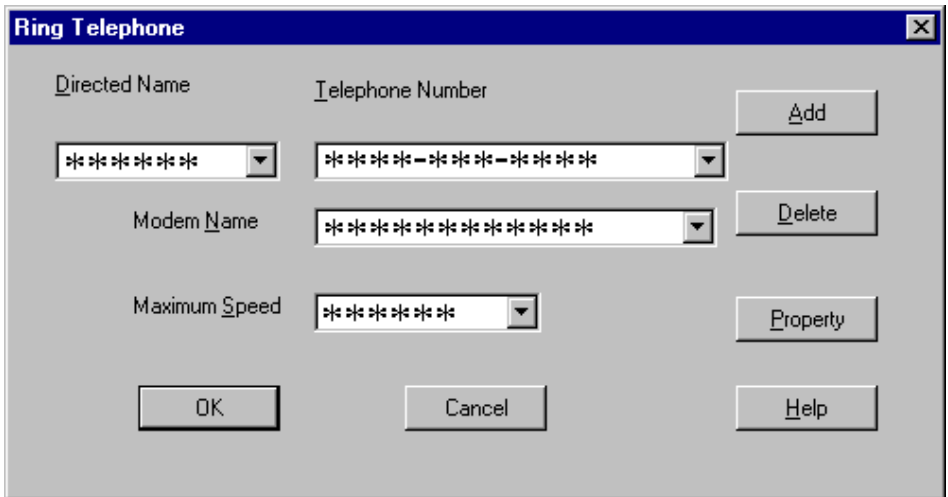 Ring Telephone
Directed Name
Telephone Number
Add
******
****-***-****
Modem Name
***********
Delete
Maximum Speed
******
Property
OK
Cancel
Help